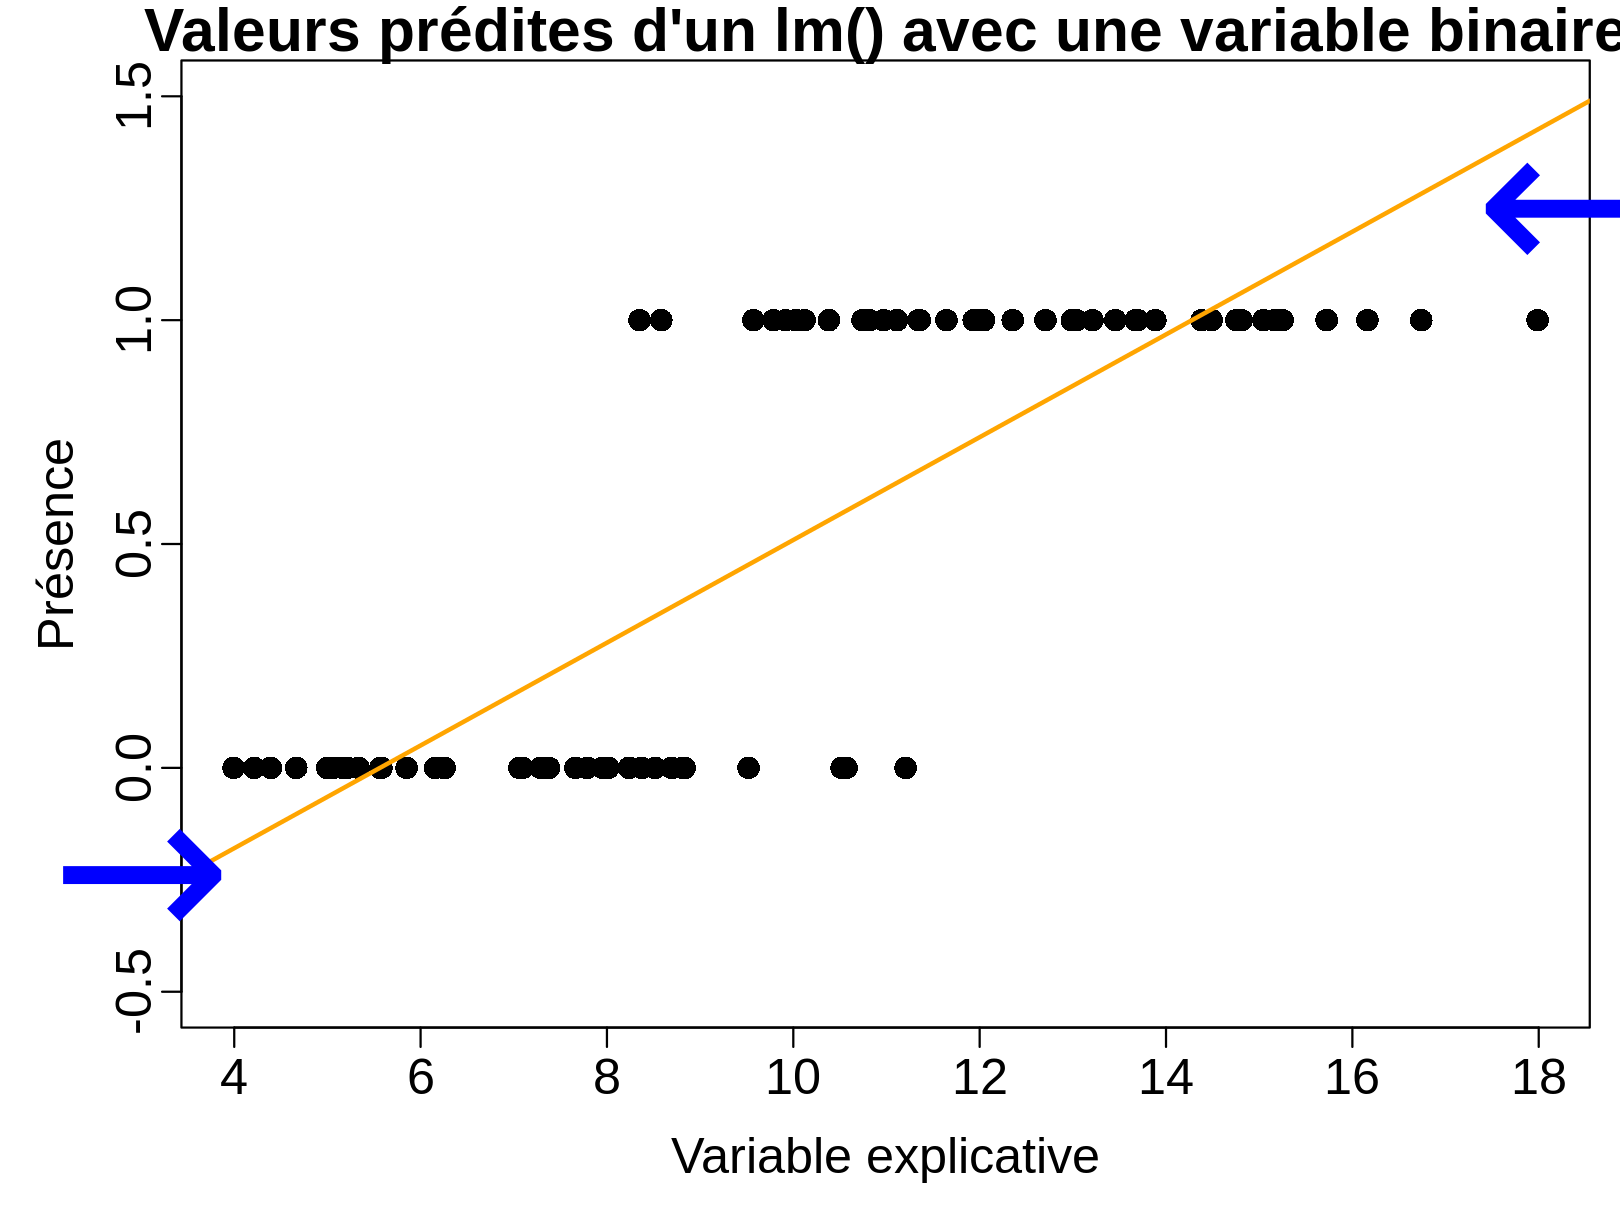 Valeurs prédites d'un lm() avec une variable binaire
1.5
1.0
0.5
0.0
-0.5
Présence
4 6 8 10 12 14 16 18
Variable explicative